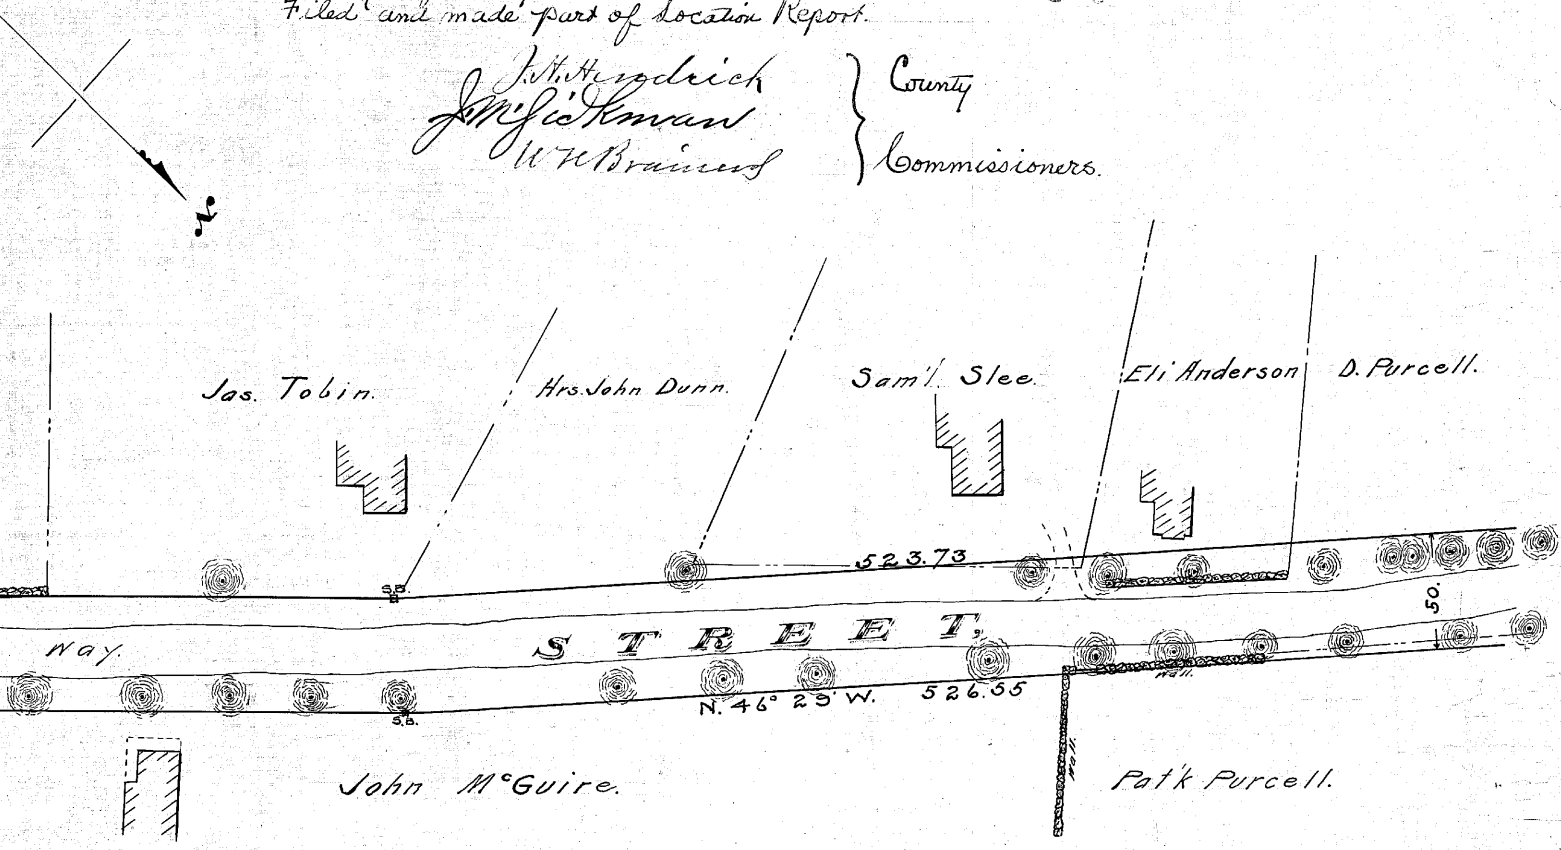 Filed and made part of Location Report.
J. H. Hendrick
County
Commissioners.
N.
Jas. Tobin.
Hrs. John Dunn.
Sam'l. Slee.
Eli Anderson
D. Purcell.
523.73
S.B.
50.
STREET,
Way.
Wall.
N. 46° 29' W. 526.55
S.B.
Wall.
John McGuire.
Pat'k Purcell.